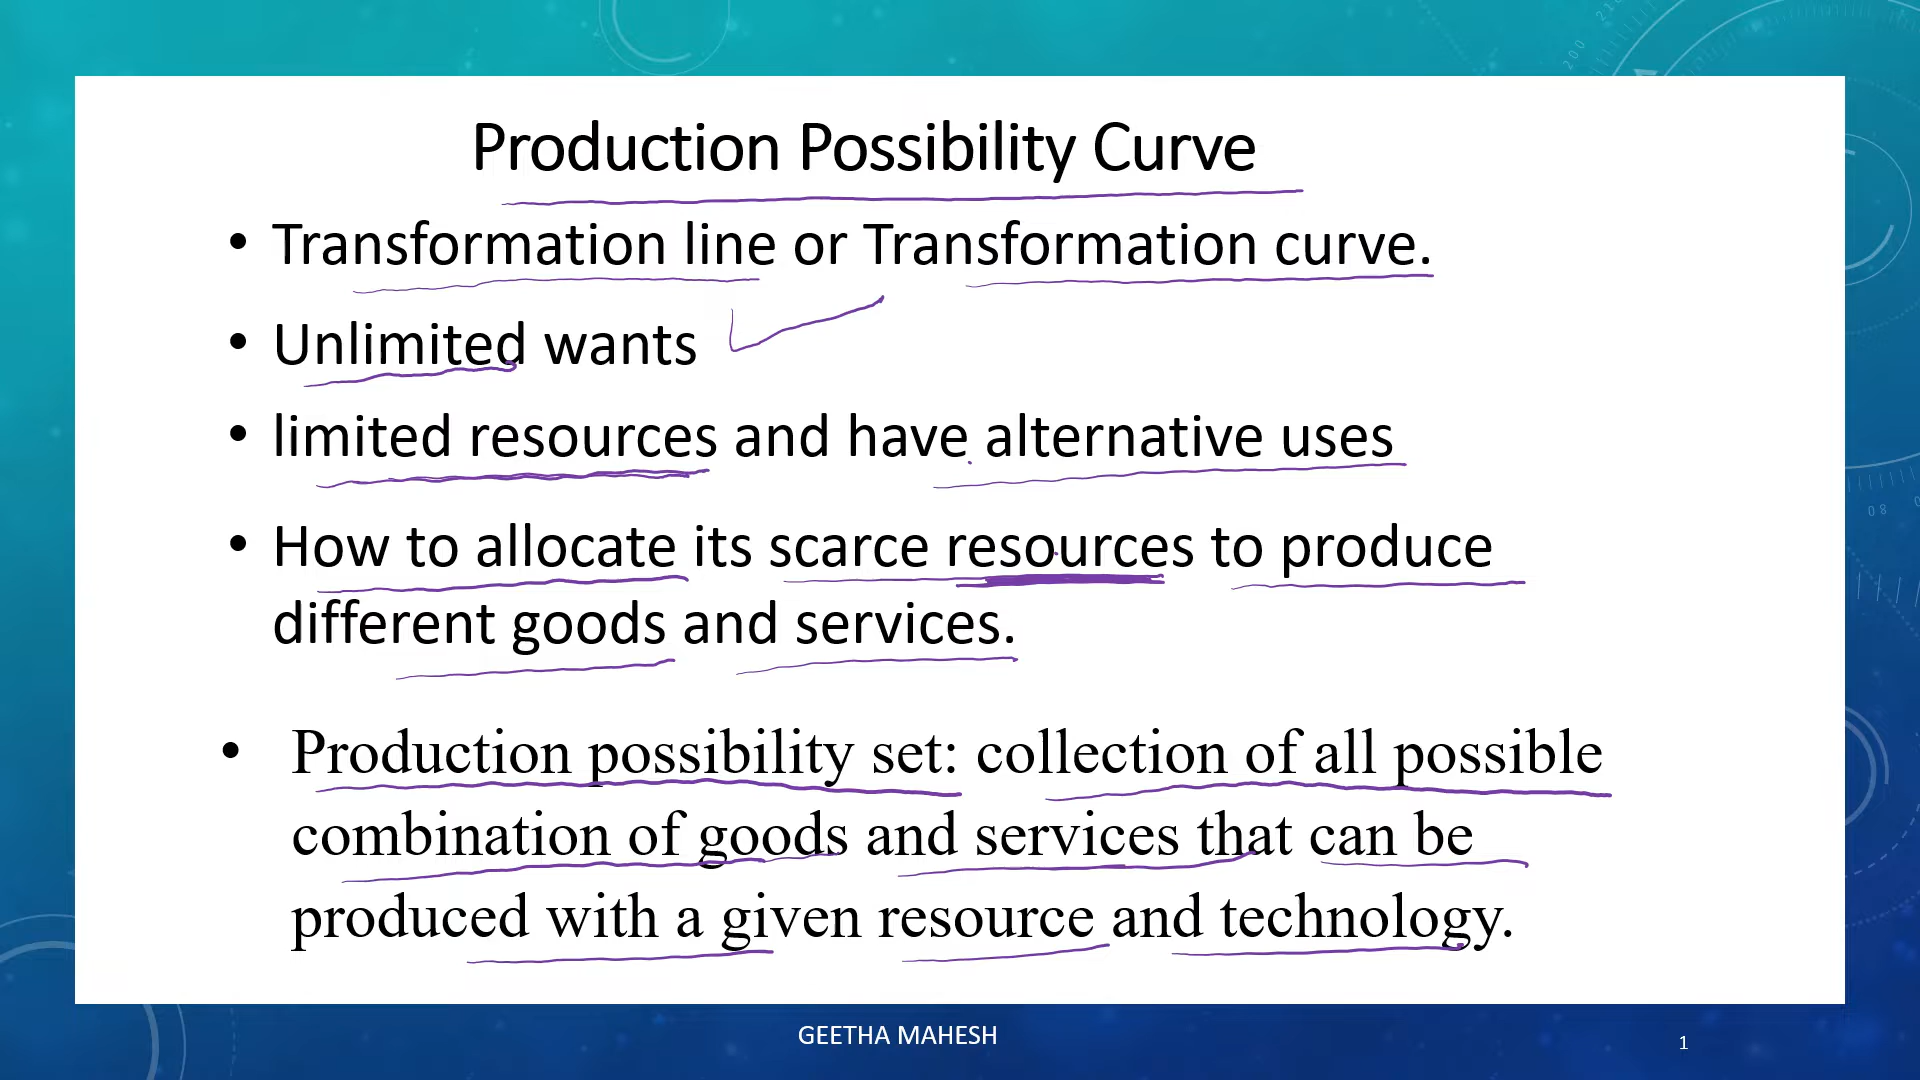 Production Possibility Curve
• Transformation line or Transformation curve.
• Unlimited wants
• limited resources and have alternative uses
• How to allocate its scarce resources to produce
different goods and services.
• Production possibility set: collection of all possible
combination of goods and services that can be
produced with a given resource and technology.
GEETHA MAHESH
1
200
80